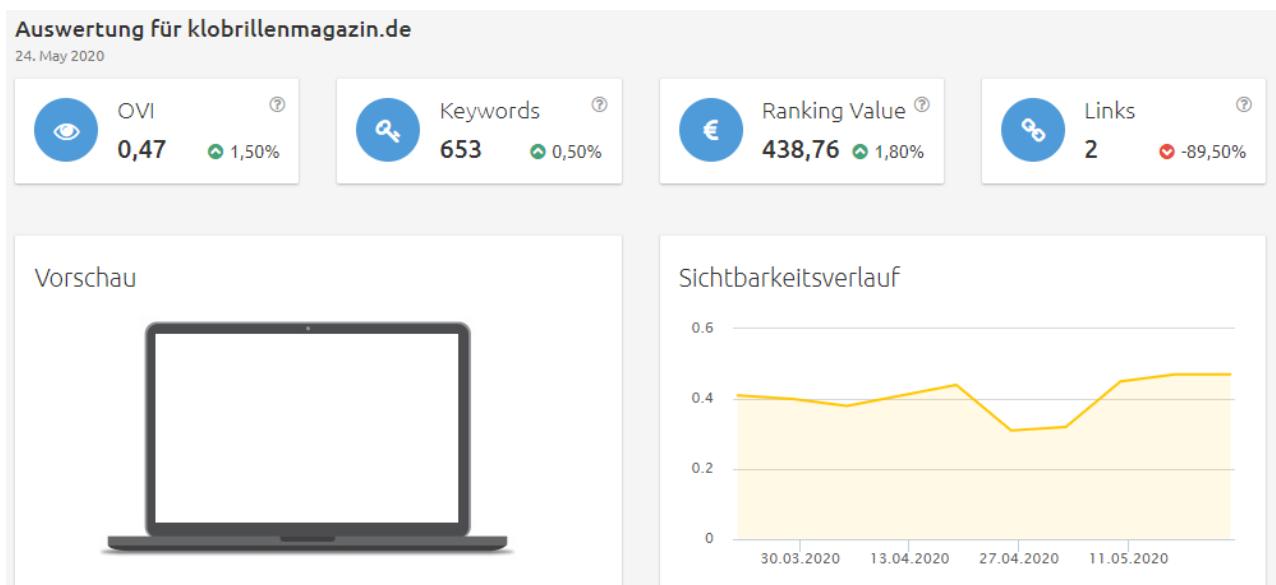 Auswertung für klobrillenmagazin.de
24. May 2020
OVI
0,47 1,50%
Keywords
653 0,50%
Ranking Value
438,76 1,80%
Links
2 -89,50%
Vorschau
Sichtbarkeitsverlauf
0.6
0.4
0.2
0
30.03.2020 13.04.2020 27.04.2020 11.05.2020